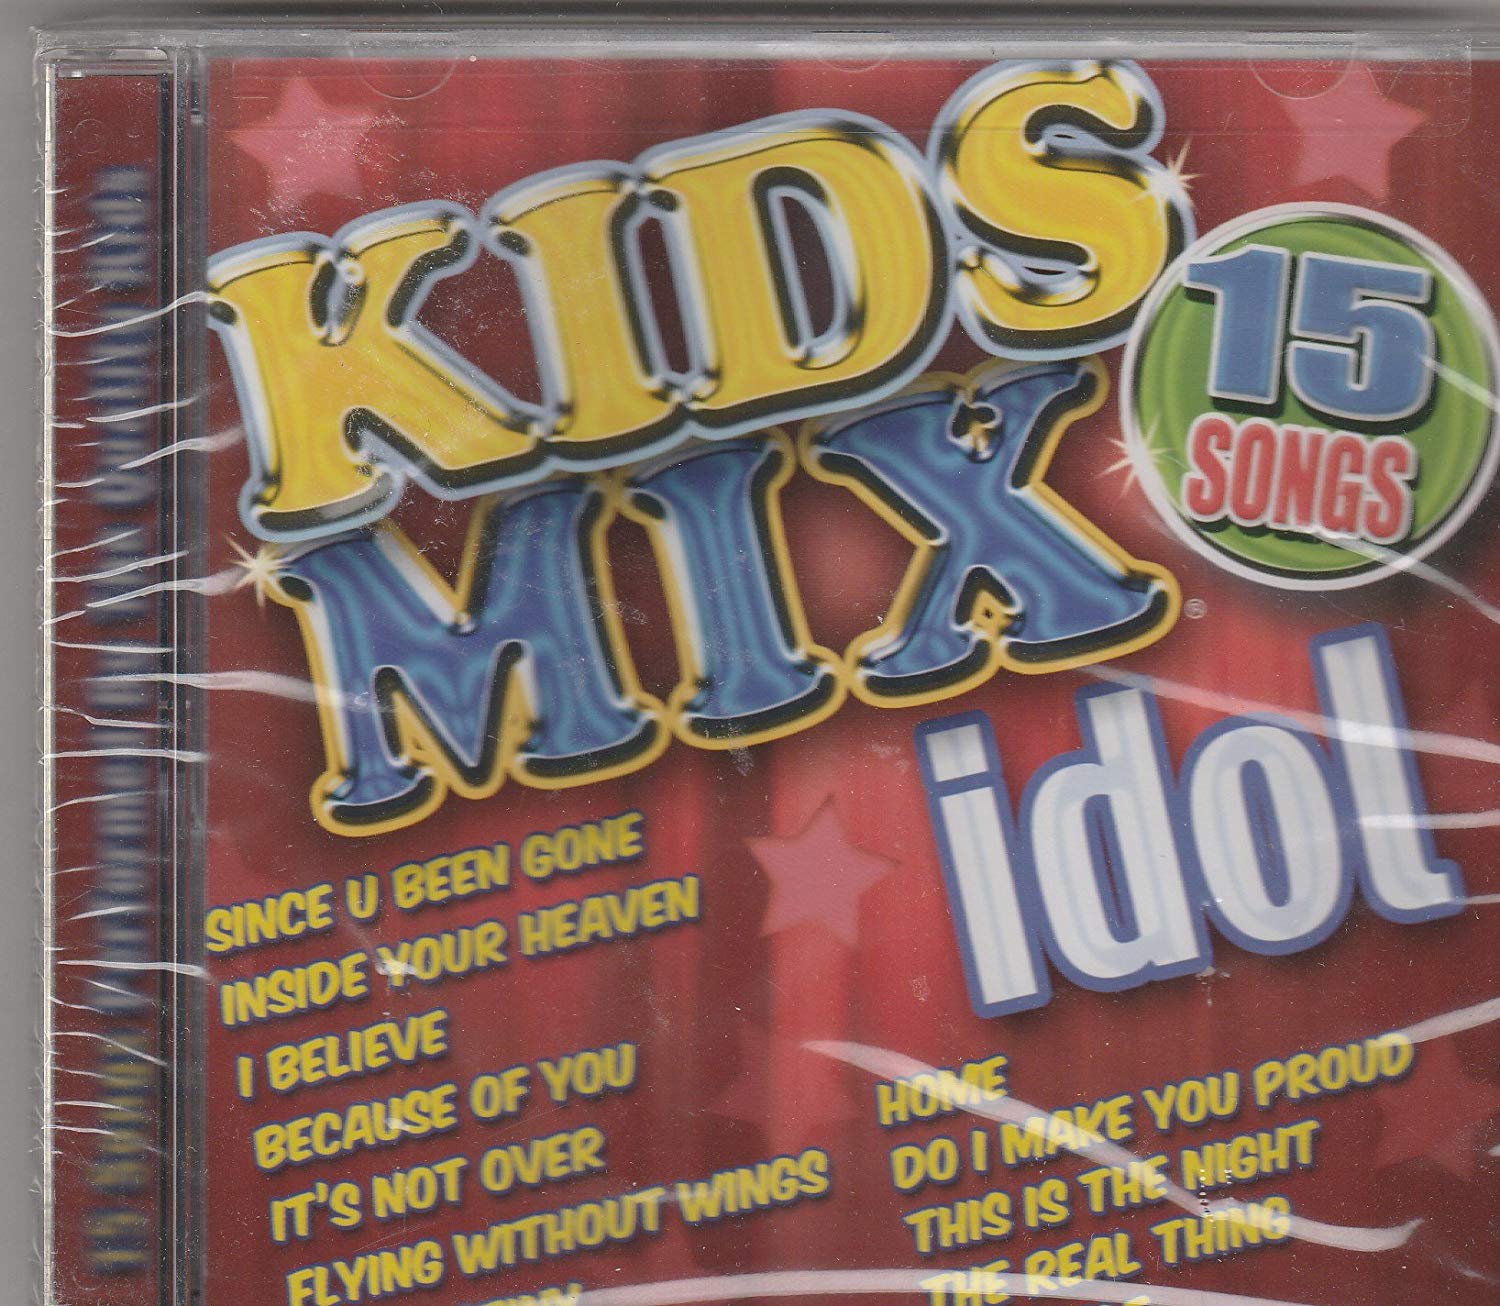 KIDS
MIX®
15
SONGS
idol
SINCE U BEEN GONE
INSIDE YOUR HEAVEN
I BELIEVE
BECAUSE OF YOU
IT'S NOT OVER
FLYING WITHOUT WINGS
HOME
DO I MAKE YOU PROUD
THIS IS THE NIGHT
THE REAL THING